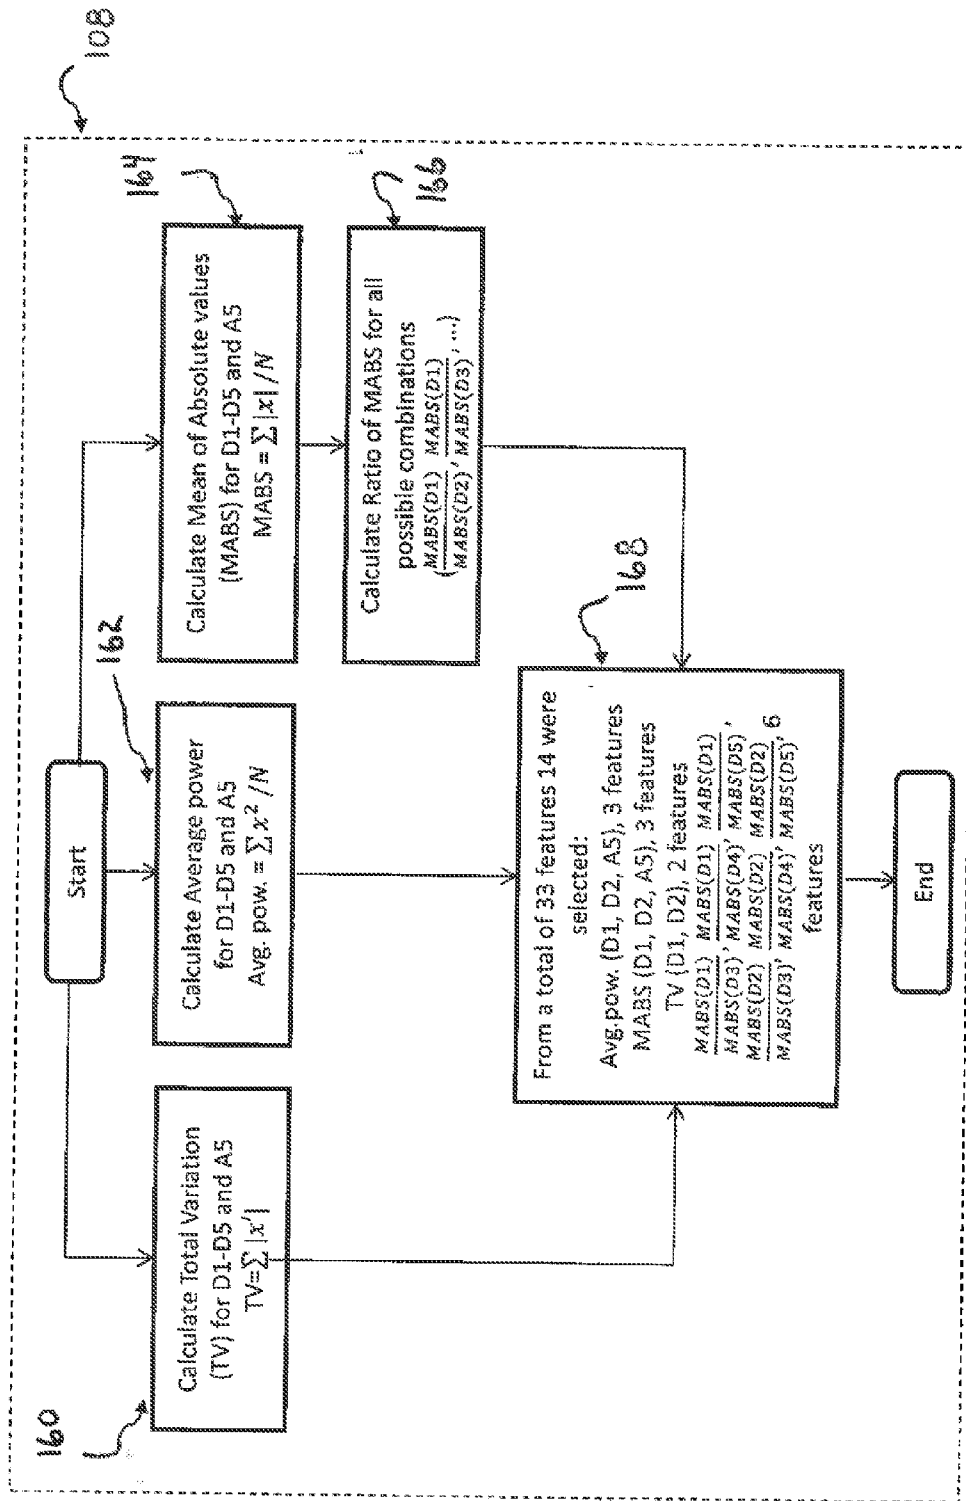 108
Start
160
Calculate Total Variation
(TV) for D1-D5 and A5
TV=∑|x′|
162
Calculate Average power
for D1-D5 and A5
Avg. pow. = ∑ x² /N
164
Calculate Mean of Absolute values
(MABS) for D1-D5 and A5
MABS = ∑ |x| /N
166
Calculate Ratio of MABS for all
possible combinations
(MABS(D1)/MABS(D2), MABS(D1)/MABS(D3), ...)
168
From a total of 33 features 14 were
selected:
Avg.pow. (D1, D2, A5), 3 features
MABS (D1, D2, A5), 3 features
TV (D1, D2), 2 features
MABS(D1)/MABS(D3), MABS(D1)/MABS(D4), MABS(D1)/MABS(D5),
MABS(D2)/MABS(D3), MABS(D2)/MABS(D4), MABS(D2)/MABS(D5), 6
features
End